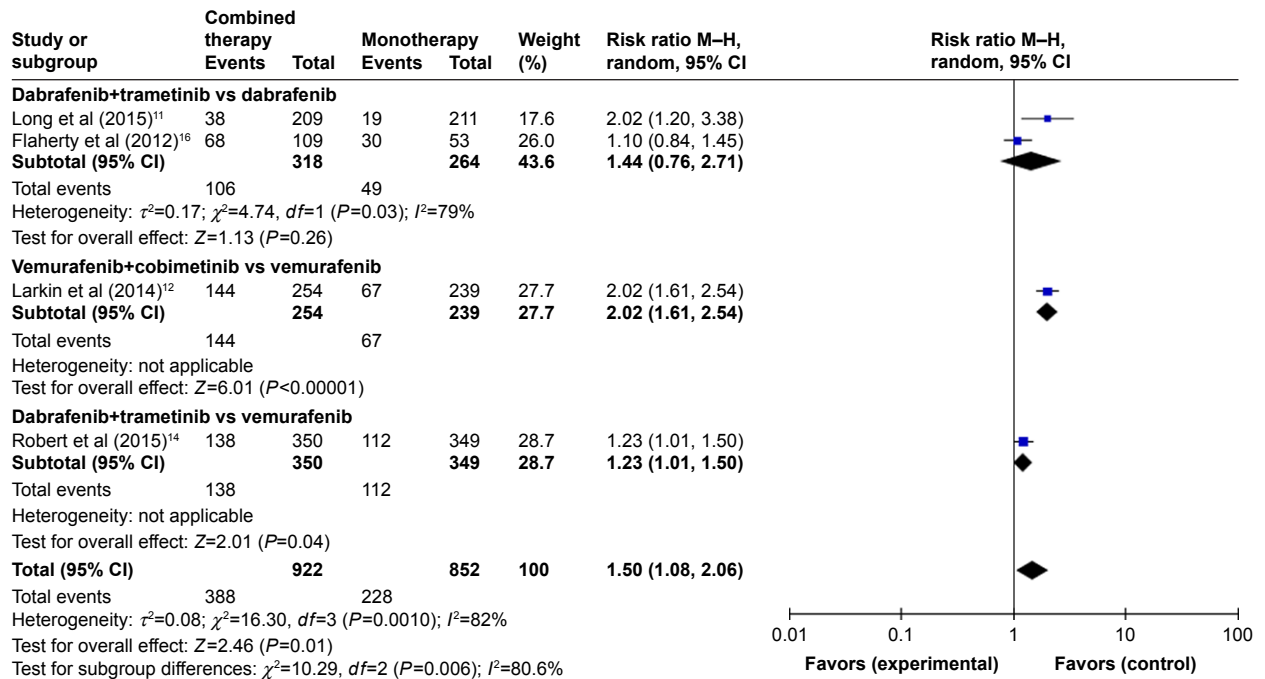 Study or subgroup Combined therapy Monotherapy Weight (%) Risk ratio M–H, random, 95% CI Risk ratio M–H, random, 95% CI
Events Total Events Total
Dabrafenib+trametinib vs dabrafenib
Long et al (2015)¹¹ 38 209 19 211 17.6 2.02 (1.20, 3.38)
Flaherty et al (2012)¹⁶ 68 109 30 53 26.0 1.10 (0.84, 1.45)
Subtotal (95% CI) 318 264 43.6 1.44 (0.76, 2.71)
Total events 106 49
Heterogeneity: τ²=0.17; χ²=4.74, df=1 (P=0.03); I²=79%
Test for overall effect: Z=1.13 (P=0.26)
Vemurafenib+cobimetinib vs vemurafenib
Larkin et al (2014)¹² 144 254 67 239 27.7 2.02 (1.61, 2.54)
Subtotal (95% CI) 254 239 27.7 2.02 (1.61, 2.54)
Total events 144 67
Heterogeneity: not applicable
Test for overall effect: Z=6.01 (P<0.00001)
Dabrafenib+trametinib vs vemurafenib
Robert et al (2015)¹⁴ 138 350 112 349 28.7 1.23 (1.01, 1.50)
Subtotal (95% CI) 350 349 28.7 1.23 (1.01, 1.50)
Total events 138 112
Heterogeneity: not applicable
Test for overall effect: Z=2.01 (P=0.04)
Total (95% CI) 922 852 100 1.50 (1.08, 2.06)
Total events 388 228
Heterogeneity: τ²=0.08; χ²=16.30, df=3 (P=0.0010); I²=82%
Test for overall effect: Z=2.46 (P=0.01)
Test for subgroup differences: χ²=10.29, df=2 (P=0.006); I²=80.6%
0.01 0.1 1 10 100
Favors (experimental) Favors (control)